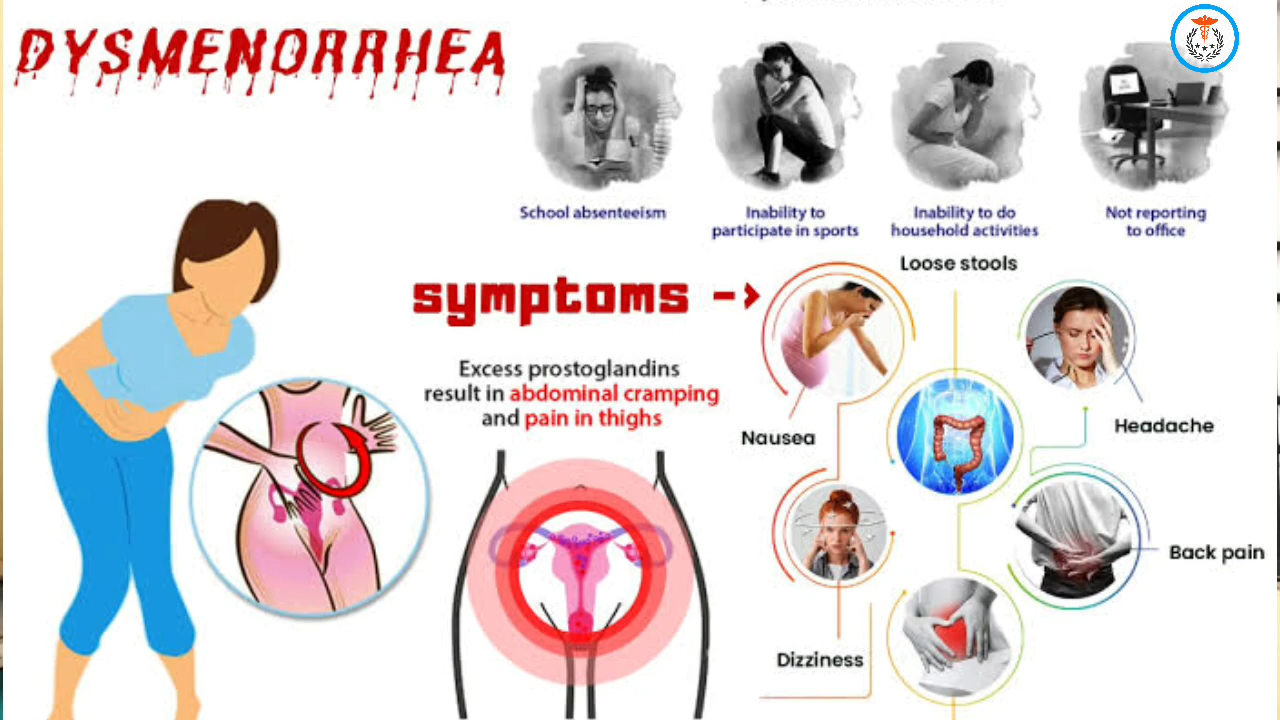 DYSMENORRHEA
School absenteeism
Inability to
participate in sports
Inability to do
household activities
Not reporting
to office
symptoms ->
Excess prostoglandins
result in abdominal cramping
and pain in thighs
Loose stools
Nausea
Headache
Back pain
Dizziness